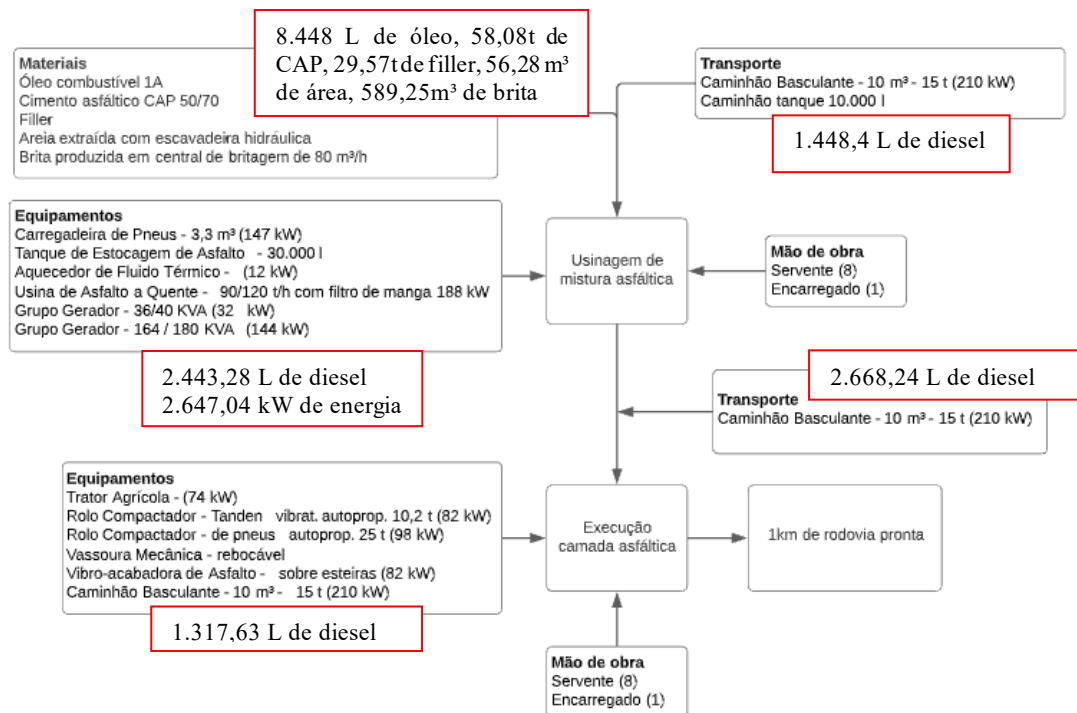 8.448 L de óleo, 58,08t de
CAP, 29,57t de filler, 56,28 m³
de área, 589,25m³ de brita
Materiais
Óleo combustível 1A
Cimento asfáltico CAP 50/70
Filler
Areia extraída com escavadeira hidráulica
Brita produzida em central de britagem de 80 m³/h
Transporte
Caminhão Basculante - 10 m³ - 15 t (210 kW)
Caminhão tanque 10.000 l
1.448,4 L de diesel
Equipamentos
Carregadeira de Pneus - 3,3 m³ (147 kW)
Tanque de Estocagem de Asfalto - 30.000 l
Aquecedor de Fluido Térmico - (12 kW)
Usina de Asfalto a Quente - 90/120 t/h com filtro de manga 188 kW
Grupo Gerador - 36/40 KVA (32 kW)
Grupo Gerador - 164 / 180 KVA (144 kW)
2.443,28 L de diesel
2.647,04 kW de energia
Usinagem de
mistura asfáltica
Mão de obra
Servente (8)
Encarregado (1)
2.668,24 L de diesel
Transporte
Caminhão Basculante - 10 m³ - 15 t (210 kW)
Equipamentos
Trator Agrícola - (74 kW)
Rolo Compactador - Tanden vibrat. autoprop. 10,2 t (82 kW)
Rolo Compactador - de pneus autoprop. 25 t (98 kW)
Vassoura Mecânica - rebocável
Vibro-acabadora de Asfalto - sobre esteiras (82 kW)
Caminhão Basculante - 10 m³ - 15 t (210 kW)
1.317,63 L de diesel
Execução
camada asfáltica
1km de rodovia pronta
Mão de obra
Servente (8)
Encarregado (1)